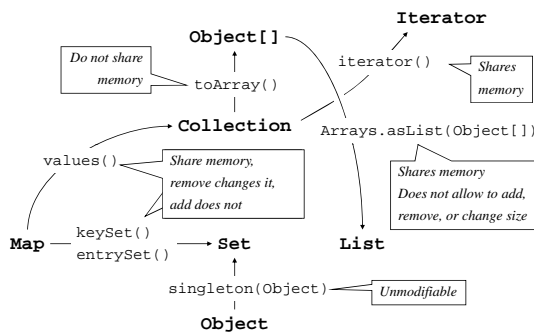 Iterator
Object[]
Do not share
memory
iterator()
Shares
memory
toArray()
Collection
Arrays.asList(Object[])
values()
Share memory,
remove changes it,
add does not
Shares memory
Does not allow to add,
remove, or change size
Map
keySet()
entrySet()
Set
List
singleton(Object)
Unmodifiable
Object